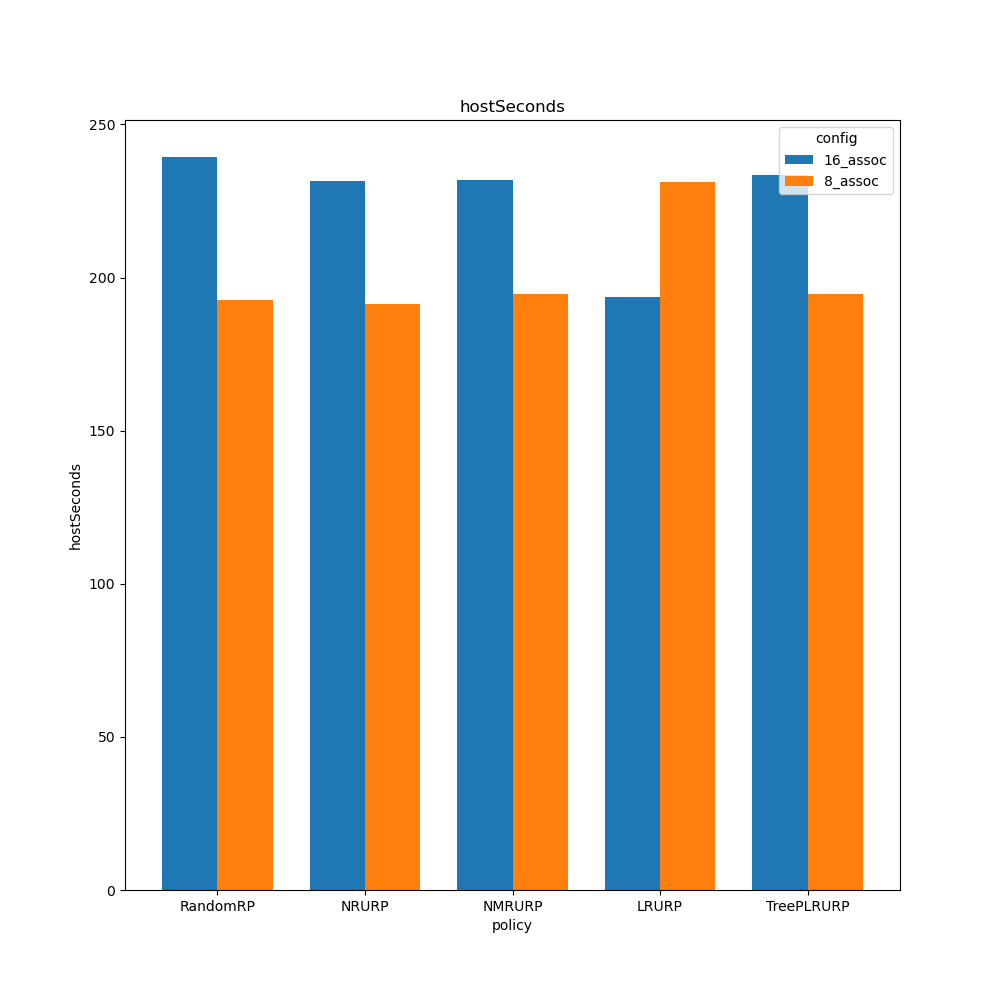 hostSeconds
250
200
150
100
50
0
hostSeconds
config
16_assoc
8_assoc
RandomRP NRURP NMRURP LRURP TreePLRURP
policy